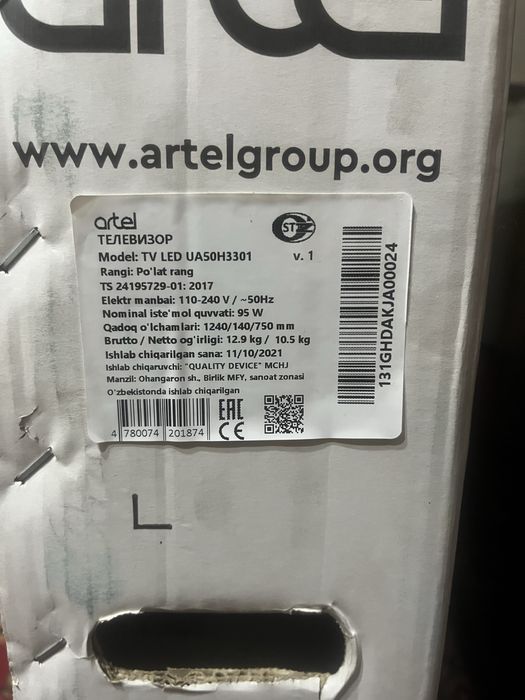 www.artelgroup.org
artel
ТЕЛЕВИЗОР
Model: TV LED UA50H3301 v. 1
Rangi: Po'lat rang
TS 24195729-01: 2017
Elektr manbai: 110-240 V / ~50Hz
Nominal iste'mol quvvati: 95 W
Qadoq o'lchamlari: 1240/140/750 mm
Brutto / Netto og'irligi: 12.9 kg / 10.5 kg
Ishlab chiqarilgan sana: 11/10/2021
Ishlab chiqaruvchi: "QUALITY DEVICE" MCHJ
Manzil: Ohangaron sh., Birlik MFY, sanoat zonasi
O'zbekistonda ishlab chiqarilgan
4 780074 201874
EAC
CE
131GHDAKJA00024